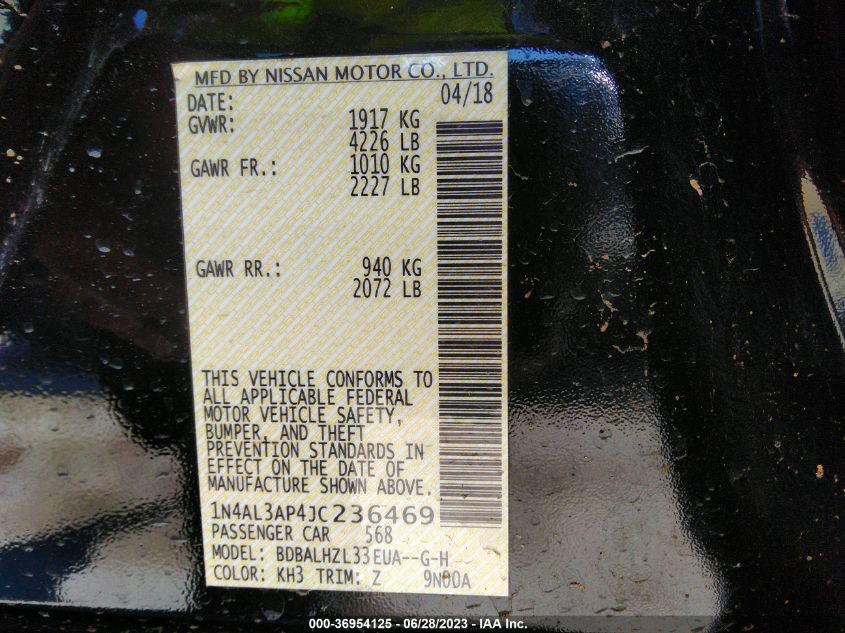 MFD BY NISSAN MOTOR CO., LTD.
DATE: 04/18
GVWR: 1917 KG
4226 LB
GAWR FR.: 1010 KG
2227 LB
GAWR RR.: 940 KG
2072 LB
THIS VEHICLE CONFORMS TO
ALL APPLICABLE FEDERAL
MOTOR VEHICLE SAFETY,
BUMPER, AND THEFT
PREVENTION STANDARDS IN
EFFECT ON THE DATE OF
MANUFACTURE SHOWN ABOVE.
1N4AL3AP4JC236469
PASSENGER CAR 568
MODEL: BDBALHZL33EUA--G-H
COLOR: KH3 TRIM: Z 9N00A
000-36954125 - 06/28/2023 - IAA Inc.